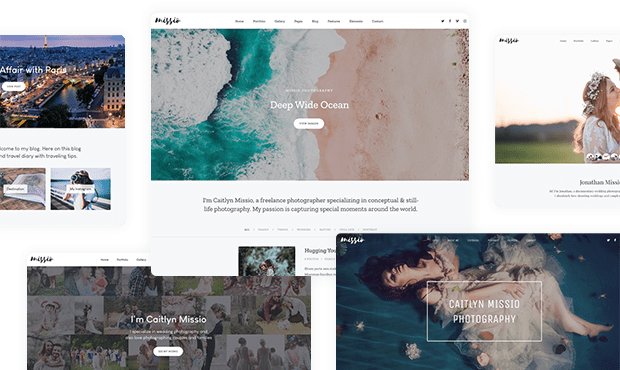 missio
Home Portfolio Gallery Pages Blog Features Elements Contact
MISSIO PHOTOGRAPHY
Deep Wide Ocean
I'm Caitlyn Missio, a freelance photographer specializing in conceptual & still-
life photography. My passion is capturing special moments around the world.
Hugging You
Affair with Paris
come to my blog. Here on this blog
nd travel diary with traveling tips.
Destination
My Instagram
missio
Home Portfolio Gallery Pages
Jonathan Missio
missio
Home Portfolio Gallery
I'm Caitlyn Missio
I specialize in wedding photography and
also love photographing couples and families
missio
CAITLYN MISSIO
PHOTOGRAPHY